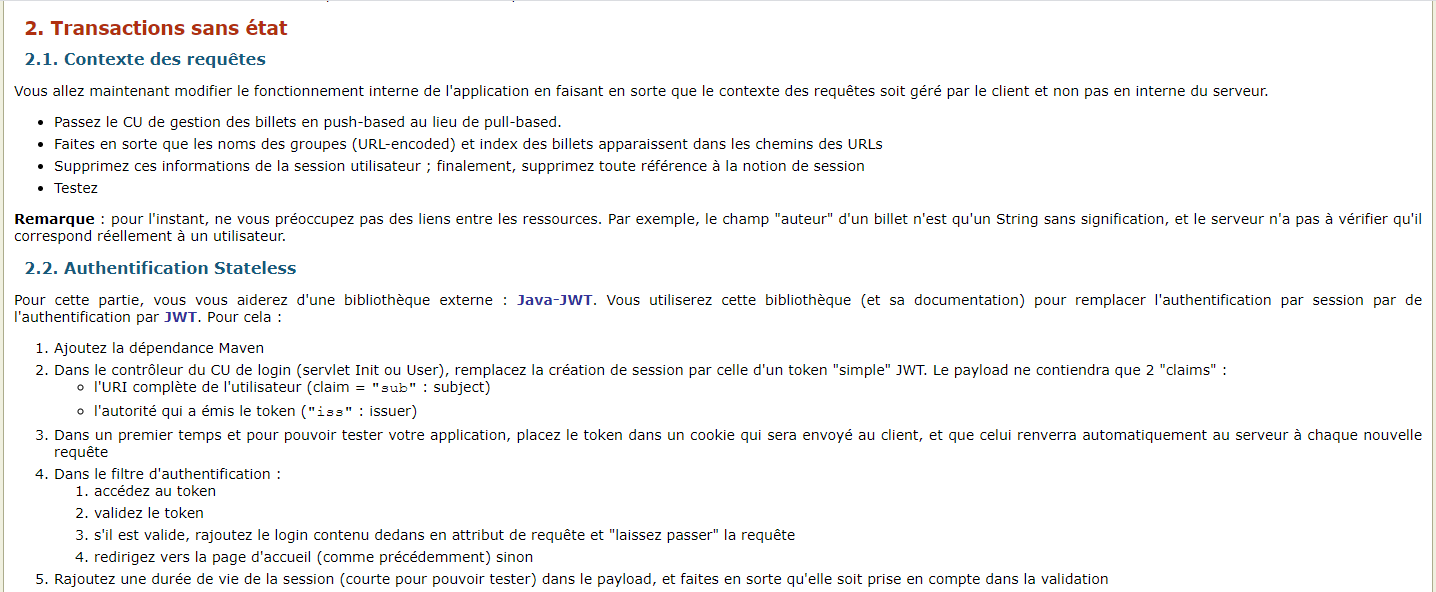 2. Transactions sans état
2.1. Contexte des requêtes
Vous allez maintenant modifier le fonctionnement interne de l'application en faisant en sorte que le contexte des requêtes soit géré par le client et non pas en interne du serveur.
• Passez le CU de gestion des billets en push-based au lieu de pull-based.
• Faites en sorte que les noms des groupes (URL-encoded) et index des billets apparaissent dans les chemins des URLs
• Supprimez ces informations de la session utilisateur ; finalement, supprimez toute référence à la notion de session
• Testez
Remarque : pour l'instant, ne vous préoccupez pas des liens entre les ressources. Par exemple, le champ "auteur" d'un billet n'est qu'un String sans signification, et le serveur n'a pas à vérifier qu'il
correspond réellement à un utilisateur.
2.2. Authentification Stateless
Pour cette partie, vous vous aiderez d'une bibliothèque externe : Java-JWT. Vous utiliserez cette bibliothèque (et sa documentation) pour remplacer l'authentification par session par de
l'authentification par JWT. Pour cela :
1. Ajoutez la dépendance Maven
2. Dans le contrôleur du CU de login (servlet Init ou User), remplacez la création de session par celle d'un token "simple" JWT. Le payload ne contiendra que 2 "claims" :
◦ l'URI complète de l'utilisateur (claim = "sub" : subject)
◦ l'autorité qui a émis le token ("iss" : issuer)
3. Dans un premier temps et pour pouvoir tester votre application, placez le token dans un cookie qui sera envoyé au client, et que celui renverra automatiquement au serveur à chaque nouvelle
requête
4. Dans le filtre d'authentification :
1. accédez au token
2. validez le token
3. s'il est valide, rajoutez le login contenu dedans en attribut de requête et "laissez passer" la requête
4. redirigez vers la page d'accueil (comme précédemment) sinon
5. Rajoutez une durée de vie de la session (courte pour pouvoir tester) dans le payload, et faites en sorte qu'elle soit prise en compte dans la validation